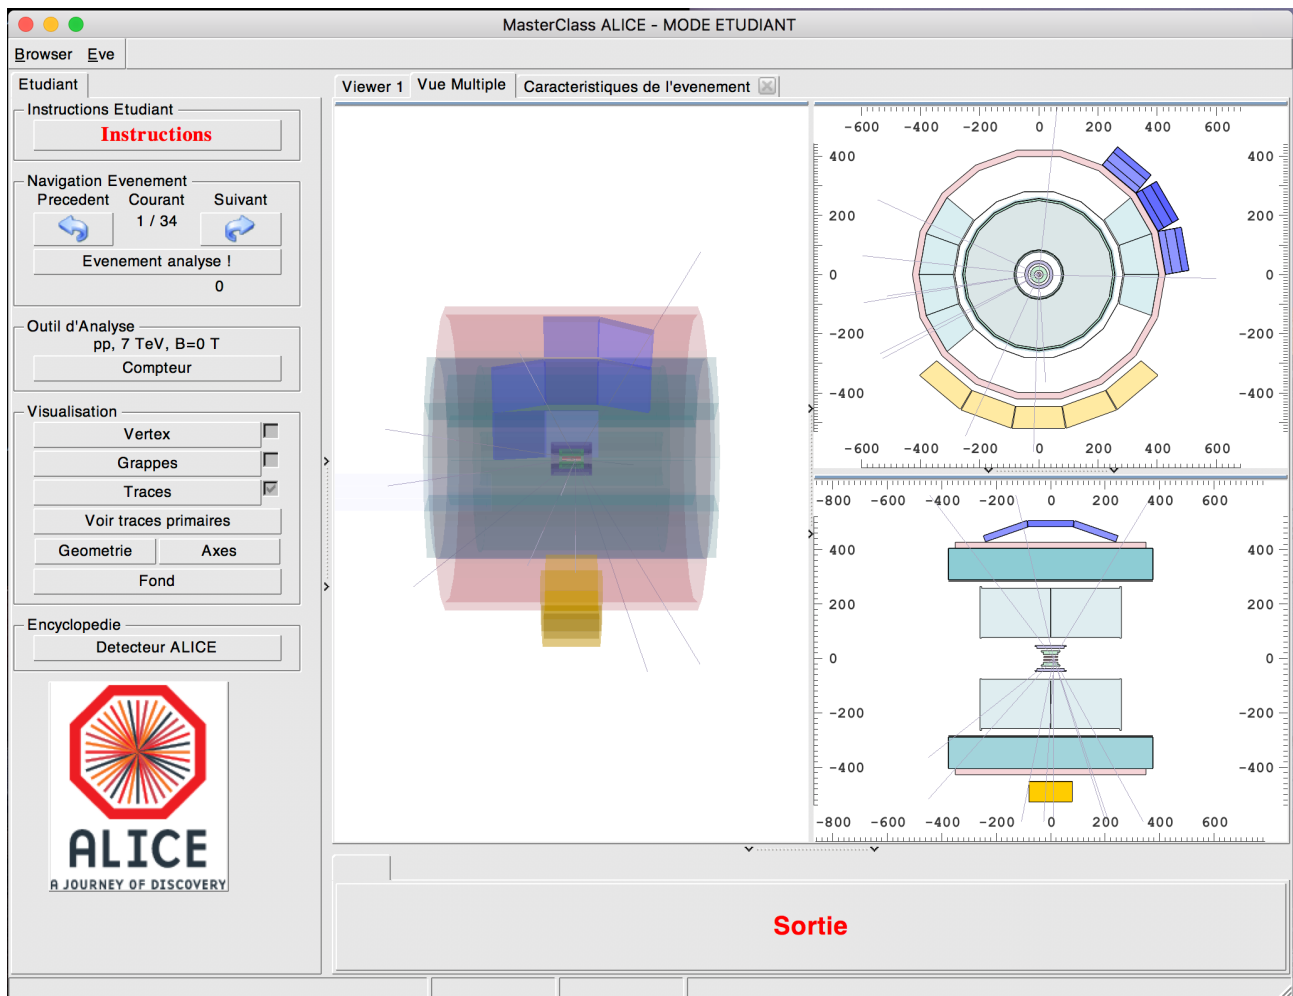 MasterClass ALICE - MODE ETUDIANT
Browser Eve
Etudiant
Instructions Etudiant
Instructions
Navigation Evenement
Precedent Courant Suivant
1 / 34
Evenement analyse !
0
Outil d'Analyse
pp, 7 TeV, B=0 T
Compteur
Visualisation
Vertex
Grappes
Traces
Voir traces primaires
Geometrie Axes
Fond
Encyclopedie
Detecteur ALICE
ALICE
A JOURNEY OF DISCOVERY
Viewer 1 Vue Multiple Caracteristiques de l'evenement
-600 -400 -200 0 200 400 600
400 400
200 200
0 0
-200 -200
-400 -400
-600 -400 -200 0 200 400 600
-800 -600 -400 -200 0 200 400 600
400 400
200 200
0 0
-200 -200
-400 -400
-800 -600 -400 -200 0 200 400 600
Sortie